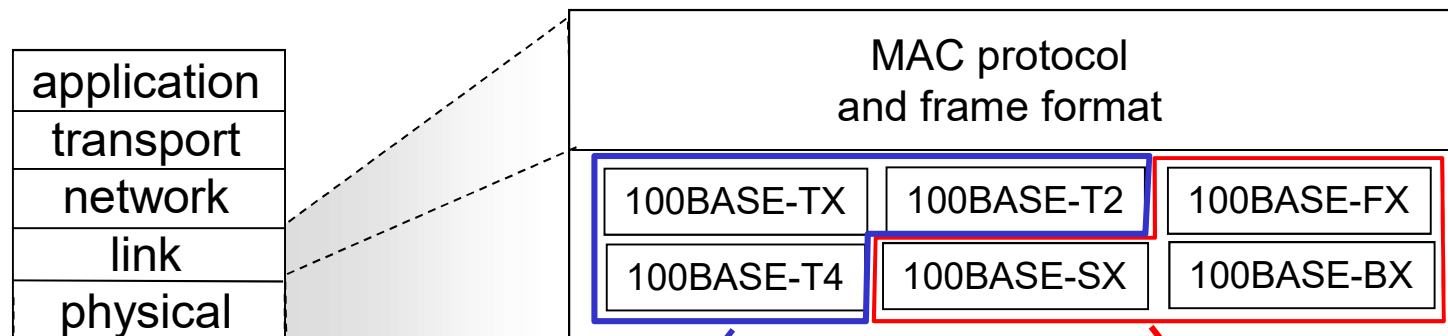 application
transport
network
link
physical
MAC protocol
and frame format
100BASE-TX
100BASE-T2
100BASE-FX
100BASE-T4
100BASE-SX
100BASE-BX